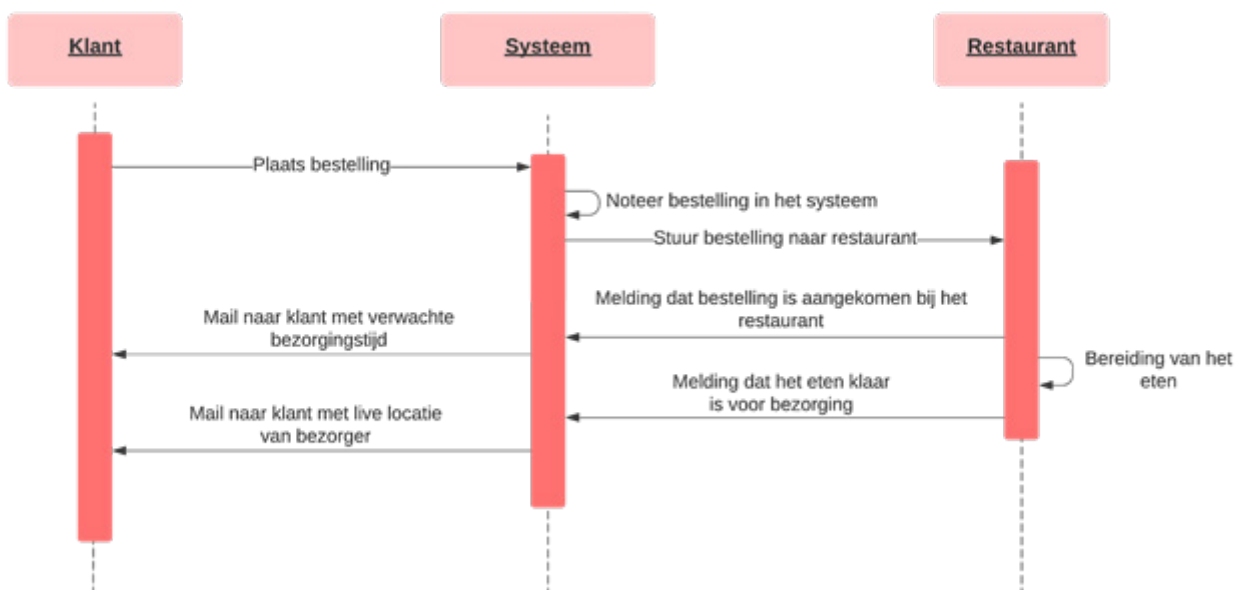 Klant
Systeem
Restaurant
Plaats bestelling
Noteer bestelling in het systeem
Stuur bestelling naar restaurant
Melding dat bestelling is aangekomen bij het
restaurant
Mail naar klant met verwachte
bezorgingstijd
Bereiding van het
eten
Melding dat het eten klaar
is voor bezorging
Mail naar klant met live locatie
van bezorger